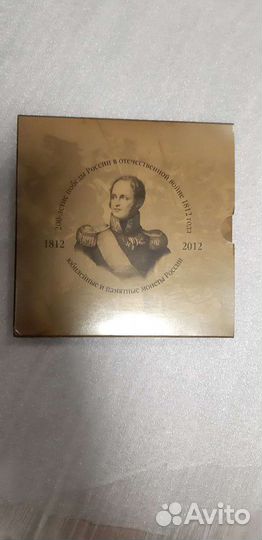 200-летие победы России в отечественной войне 1812 года
1812
2012
юбилейные и памятные монеты России
Avito